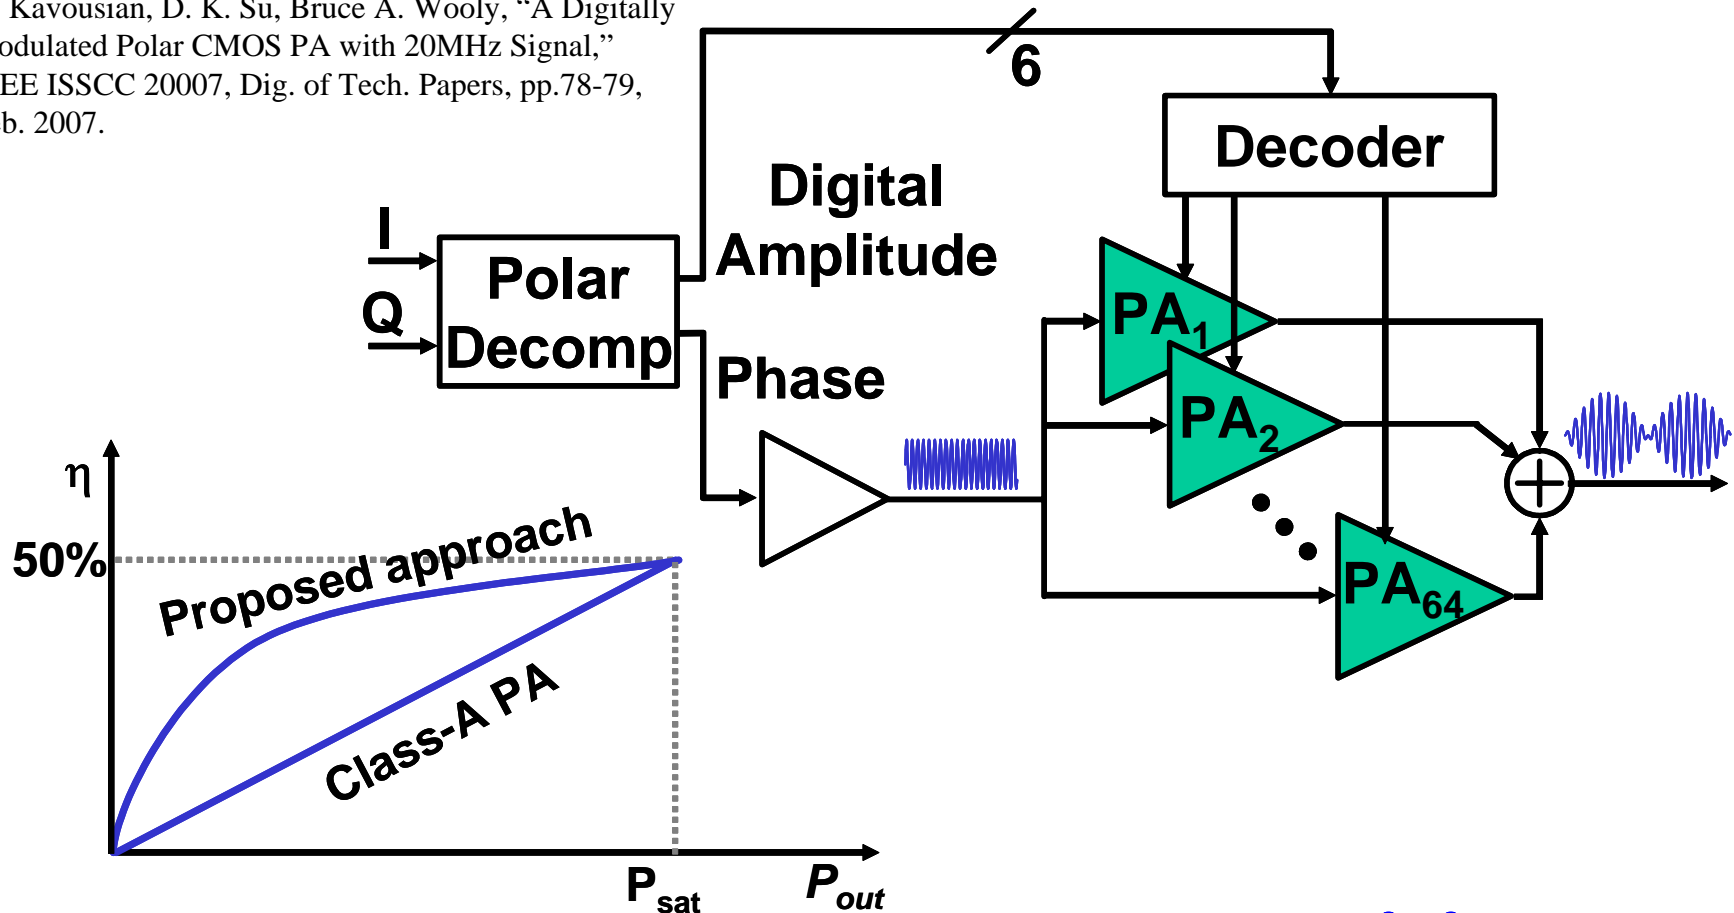 Kavousian, D. K. Su, Bruce A. Wooly, “A Digitally
odulated Polar CMOS PA with 20MHz Signal,”
EE ISSCC 20007, Dig. of Tech. Papers, pp.78-79,
eb. 2007.
6
Decoder
Digital
Amplitude
I
Q
Polar
Decomp
Phase
PA1
PA2
PA64
η
50%
Proposed approach
Class-A PA
Psat
Pout